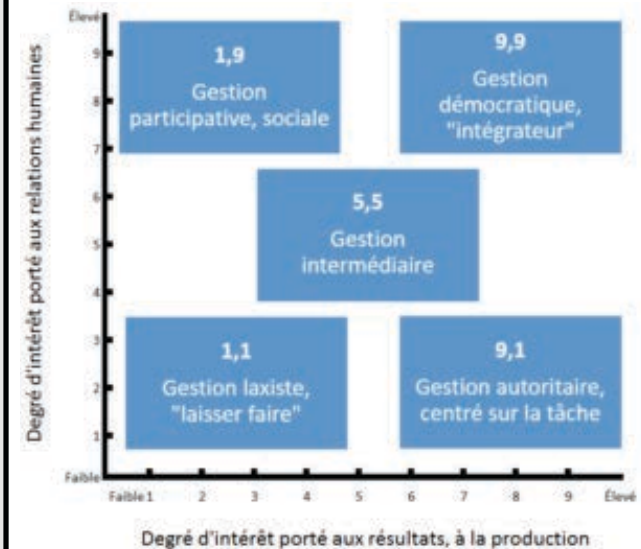 Élevé
Degré d'intérêt porté aux relations humaines
9
8
7
6
5
4
3
2
1
Faible
1,9
Gestion
participative, sociale
9,9
Gestion
démocratique,
"intégrateur"
5,5
Gestion
intermédiaire
1,1
Gestion laxiste,
"laisser faire"
9,1
Gestion autoritaire,
centré sur la tâche
Faible 1 2 3 4 5 6 7 8 9 Élevé
Degré d'intérêt porté aux résultats, à la production